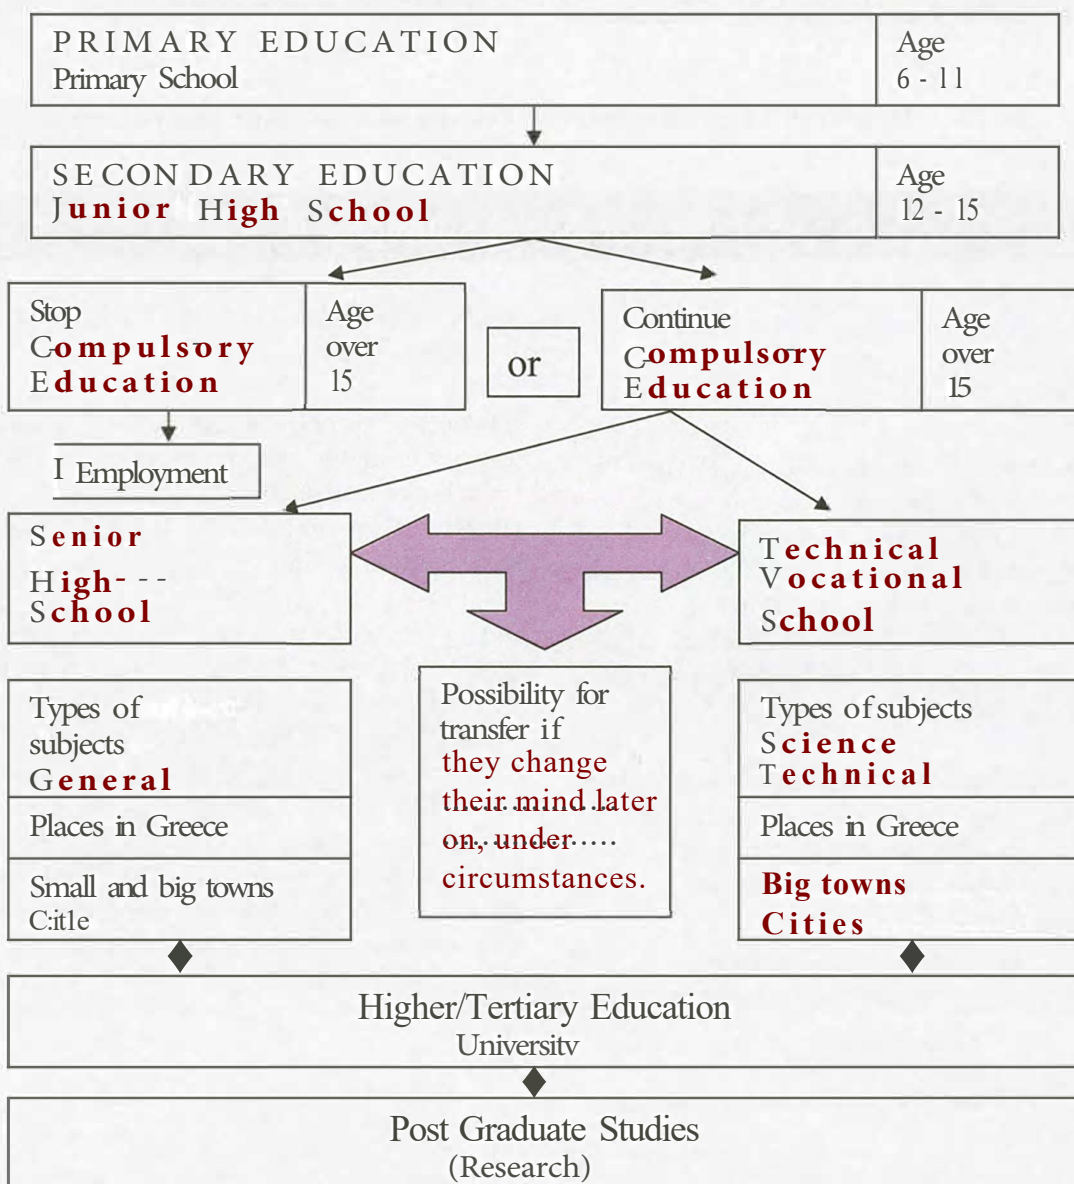 PRIMARY EDUCATION
Primary School
Age
6 - 11
SECONDARY EDUCATION
Junior High School
Age
12 - 15
Stop
Compulsory
Education
Age
over
15
or
Continue
Compulsory
Education
Age
over
15
I Employment
Senior
High- - -
School
Technical
Vocational
School
Types of
subjects
General
Places in Greece
Small and big towns
C:itle
Possibility for
transfer if
they change
their mind later
on, under
circumstances.
Types of subjects
Science
Technical
Places in Greece
Big towns
Cities
Higher/Tertiary Education
Universitv
Post Graduate Studies
(Research)